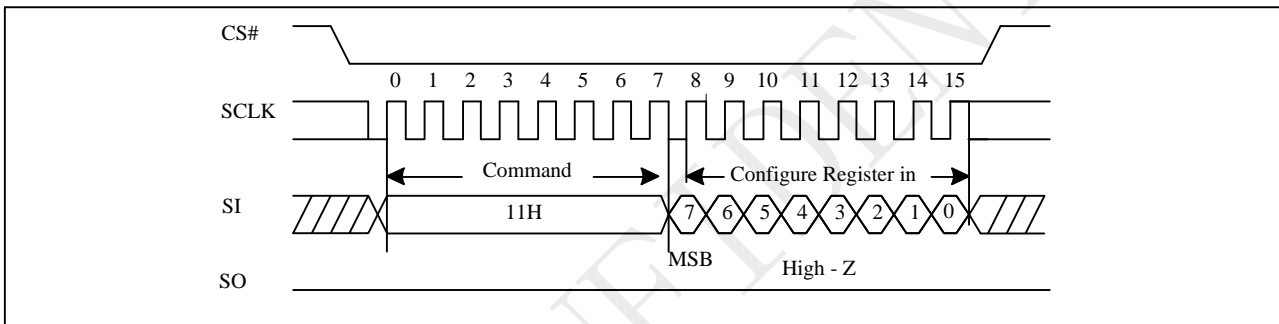 CS#
0 1 2 3 4 5 6 7 8 9 10 11 12 13 14 15
SCLK
Command
Configure Register in
SI
11H
7 6 5 4 3 2 1 0
MSB
High - Z
SO